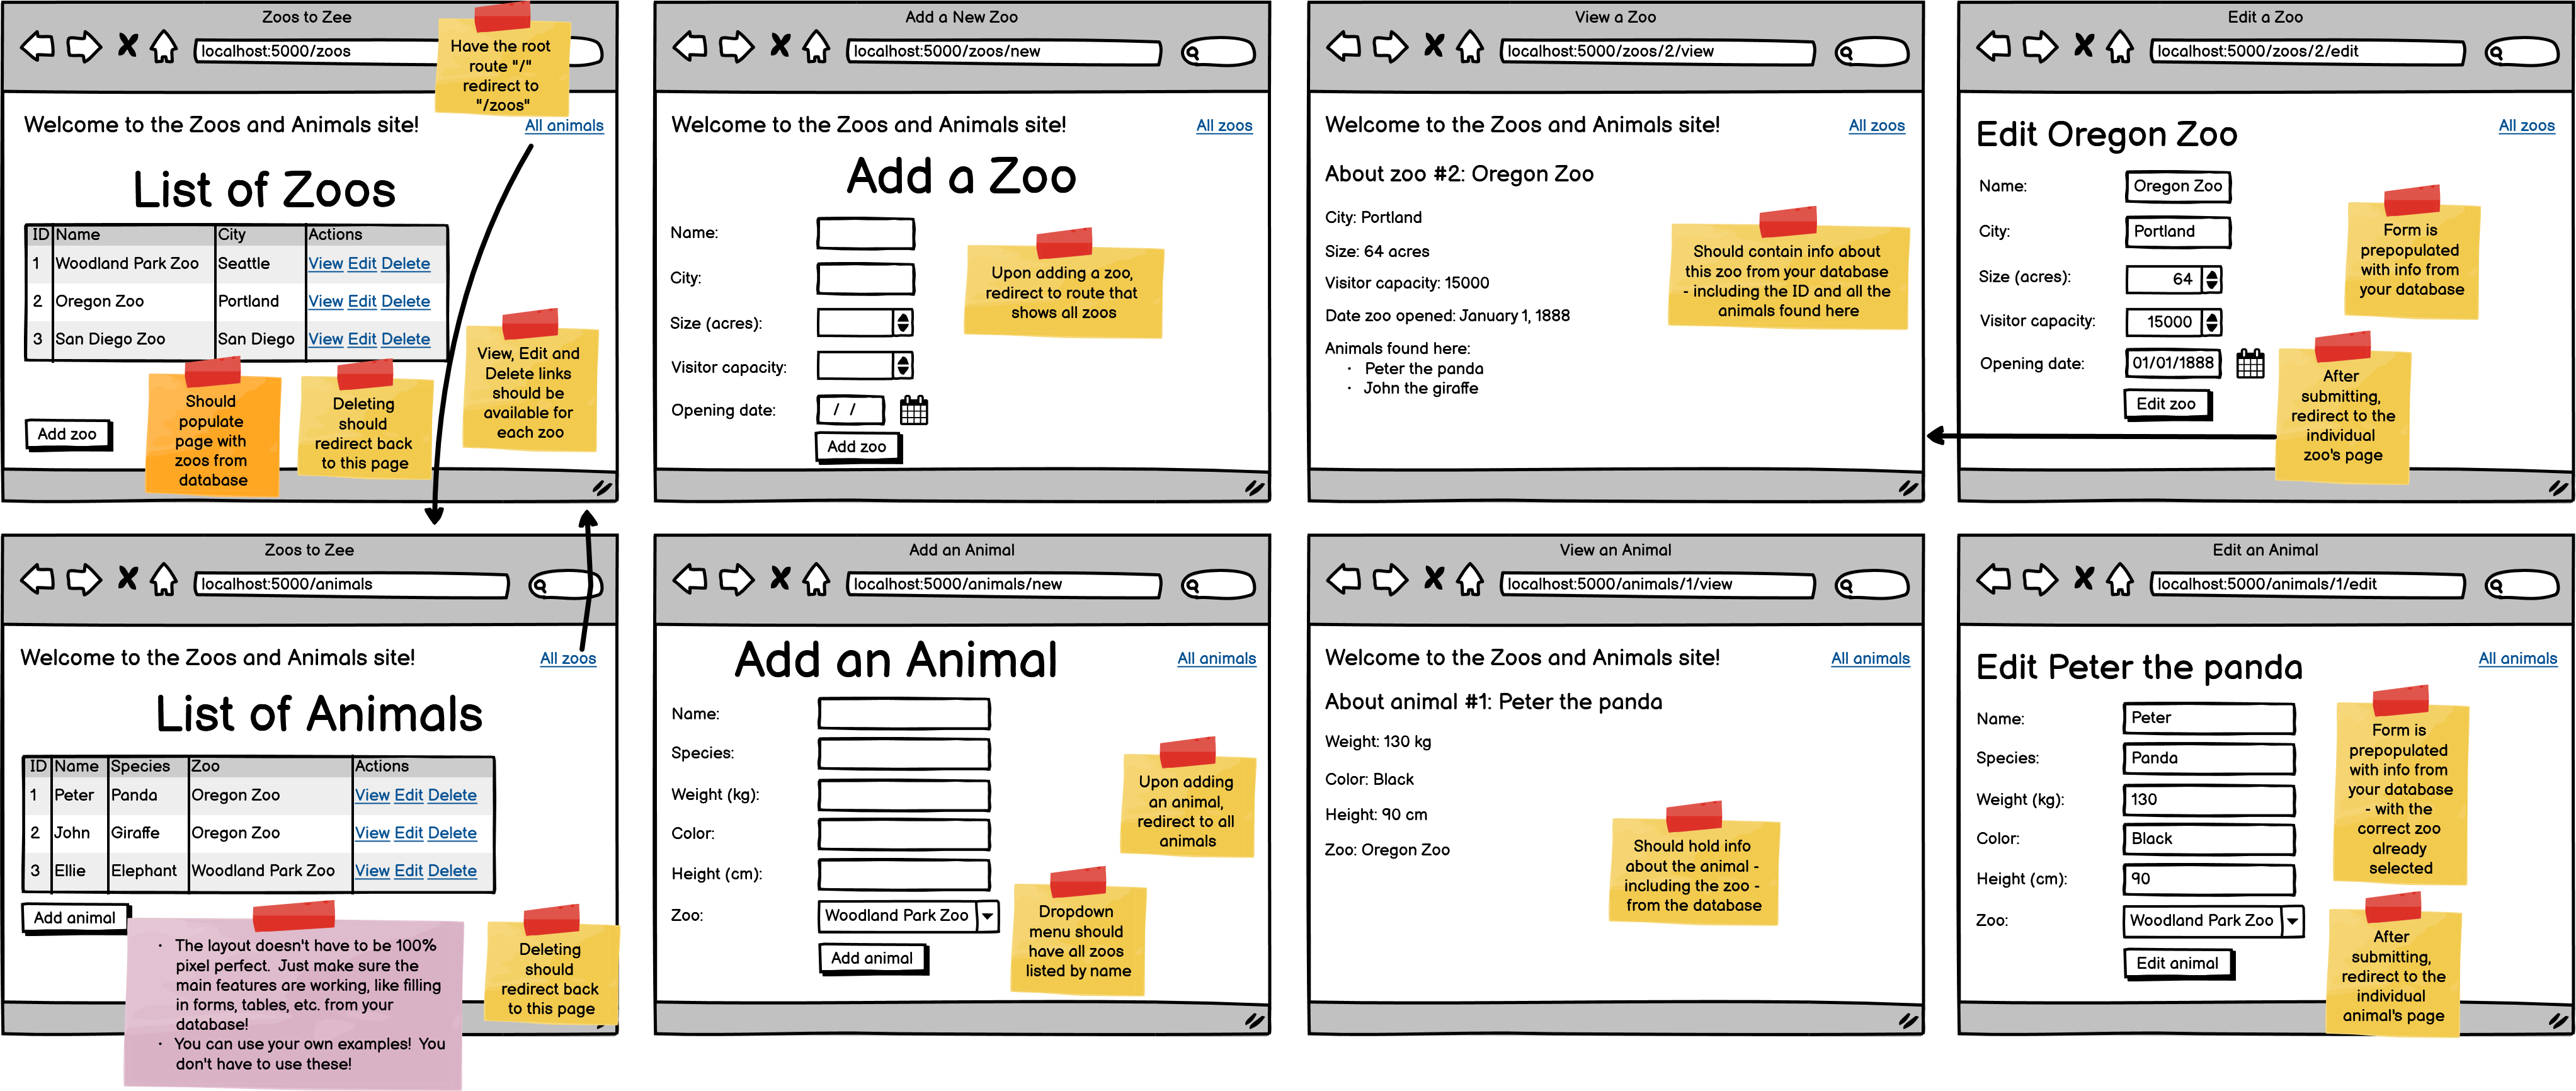 Zoos to Zee
localhost:5000/zoos
Have the root
route "/"
redirect to
"/zoos"
Welcome to the Zoos and Animals site!
All animals
List of Zoos
ID Name City Actions
1 Woodland Park Zoo Seattle View Edit Delete
2 Oregon Zoo Portland View Edit Delete
3 San Diego Zoo San Diego View Edit Delete
Add zoo
Should
populate
page with
zoos from
database
Deleting
should
redirect back
to this page
View, Edit and
Delete links
should be
available for
each zoo
Add a New Zoo
localhost:5000/zoos/new
Welcome to the Zoos and Animals site!
All zoos
Add a Zoo
Name:
City:
Size (acres):
Visitor capacity:
Opening date: / /
Add zoo
Upon adding a zoo,
redirect to route that
shows all zoos
View a Zoo
localhost:5000/zoos/2/view
Welcome to the Zoos and Animals site!
All zoos
About zoo #2: Oregon Zoo
City: Portland
Size: 64 acres
Visitor capacity: 15000
Date zoo opened: January 1, 1888
Animals found here:
· Peter the panda
· John the giraffe
Should contain info about
this zoo from your database
- including the ID and all the
animals found here
Edit a Zoo
localhost:5000/zoos/2/edit
Edit Oregon Zoo
All zoos
Name: Oregon Zoo
City: Portland
Size (acres): 64
Visitor capacity: 15000
Opening date: 01/01/1888
Edit zoo
Form is
prepopulated
with info from
your database
After
submitting,
redirect to the
individual
zoo's page
Zoos to Zee
localhost:5000/animals
Welcome to the Zoos and Animals site!
All zoos
List of Animals
ID Name Species Zoo Actions
1 Peter Panda Oregon Zoo View Edit Delete
2 John Giraffe Oregon Zoo View Edit Delete
3 Ellie Elephant Woodland Park Zoo View Edit Delete
Add animal
· The layout doesn't have to be 100%
pixel perfect. Just make sure the
main features are working, like filling
in forms, tables, etc. from your
database!
· You can use your own examples! You
don't have to use these!
Deleting
should
redirect back
to this page
Add an Animal
localhost:5000/animals/new
Add an Animal
All animals
Name:
Species:
Weight (kg):
Color:
Height (cm):
Zoo: Woodland Park Zoo
Add animal
Upon adding
an animal,
redirect to all
animals
Dropdown
menu should
have all zoos
listed by name
View an Animal
localhost:5000/animals/1/view
Welcome to the Zoos and Animals site!
All animals
About animal #1: Peter the panda
Weight: 130 kg
Color: Black
Height: 90 cm
Zoo: Oregon Zoo
Should hold info
about the animal -
including the zoo -
from the database
Edit an Animal
localhost:5000/animals/1/edit
Edit Peter the panda
All animals
Name: Peter
Species: Panda
Weight (kg): 130
Color: Black
Height (cm): 90
Zoo: Woodland Park Zoo
Edit animal
Form is
prepopulated
with info from
your database
- with the
correct zoo
already
selected
After
submitting,
redirect to the
individual
animal's page